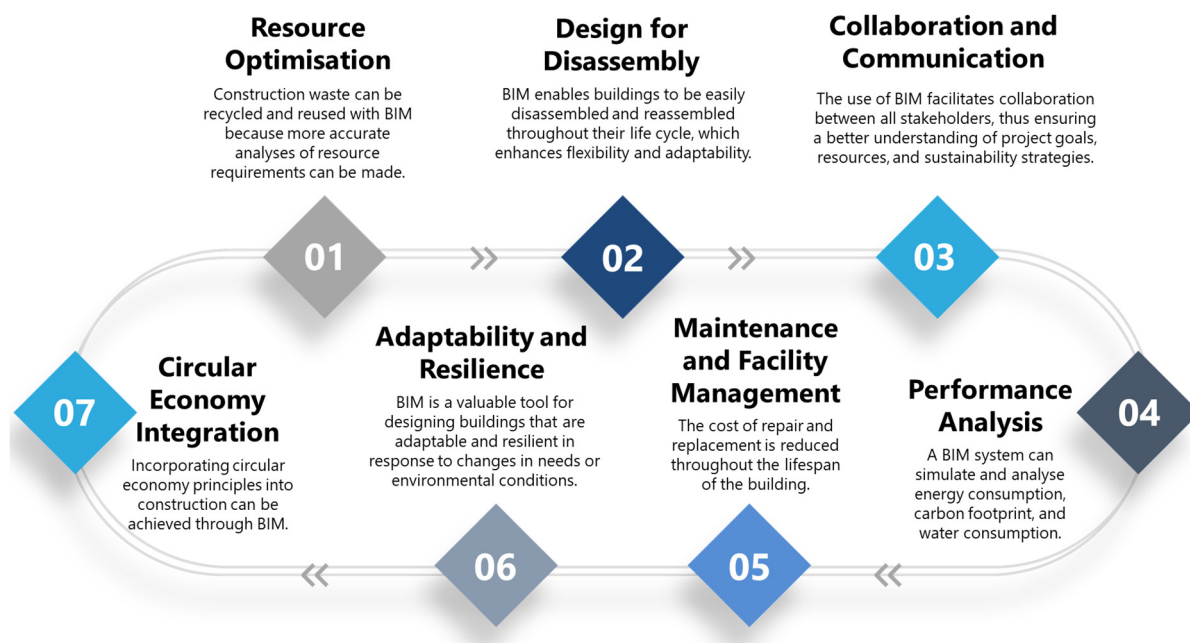 Resource
Optimisation
Construction waste can be
recycled and reused with BIM
because more accurate
analyses of resource
requirements can be made.
01
Design for
Disassembly
BIM enables buildings to be easily
disassembled and reassembled
throughout their life cycle, which
enhances flexibility and adaptability.
02
Collaboration and
Communication
The use of BIM facilitates collaboration
between all stakeholders, thus ensuring
a better understanding of project goals,
resources, and sustainability strategies.
03
Performance
Analysis
A BIM system can
simulate and analyse
energy consumption,
carbon footprint, and
water consumption.
04
Maintenance
and Facility
Management
The cost of repair and
replacement is reduced
throughout the lifespan
of the building.
05
Adaptability and
Resilience
BIM is a valuable tool for
designing buildings that are
adaptable and resilient in
response to changes in needs or
environmental conditions.
06
Circular
Economy
Integration
Incorporating circular
economy principles into
construction can be
achieved through BIM.
07